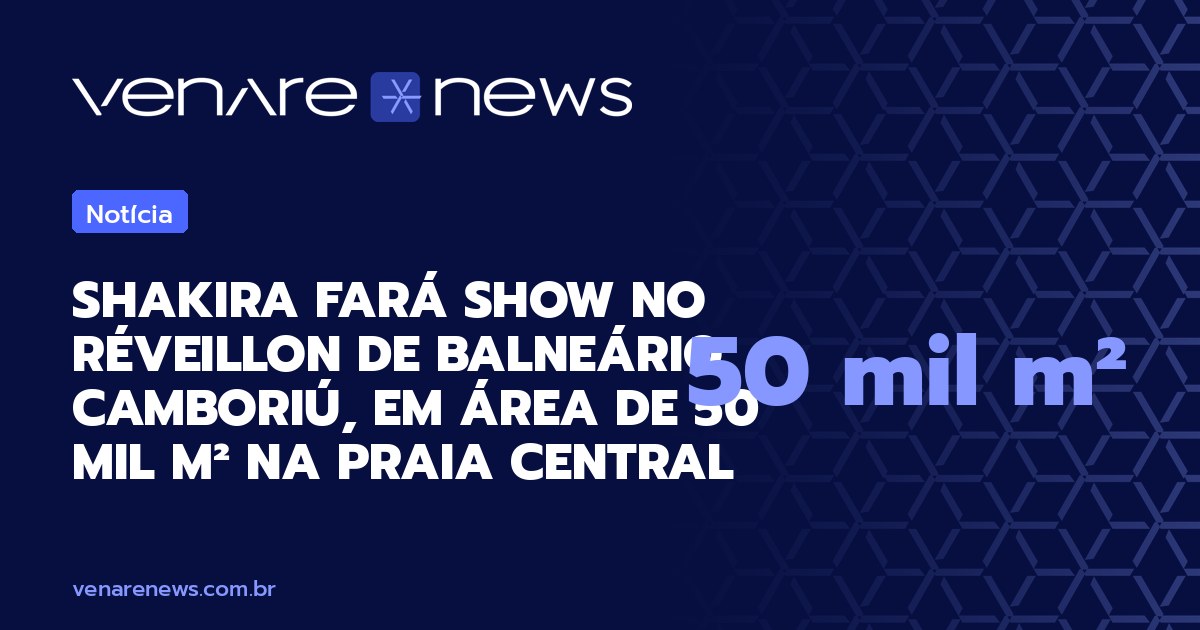 venare news
Notícia
SHAKIRA FARÁ SHOW NO
RÉVEILLON DE BALNEÁRIO
CAMBORIÚ, EM ÁREA DE 50
MIL M² NA PRAIA CENTRAL
50 mil m²
venarenews.com.br